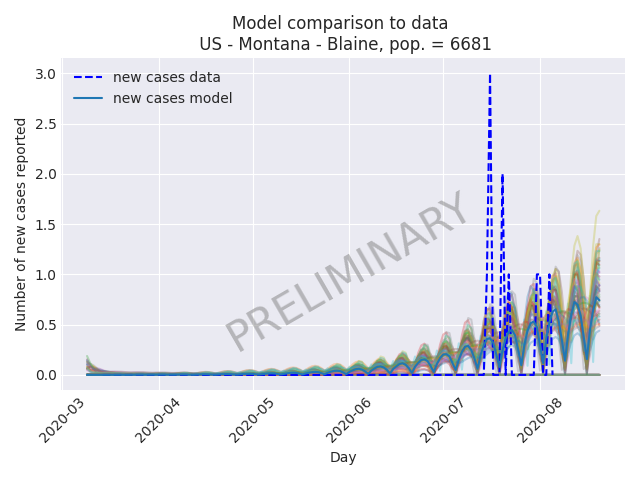 Model comparison to data
US - Montana - Blaine, pop. = 6681
new cases data
new cases model
PRELIMINARY
Number of new cases reported
3.0
2.5
2.0
1.5
1.0
0.5
0.0
2020-03
2020-04
2020-05
2020-06
2020-07
2020-08
Day